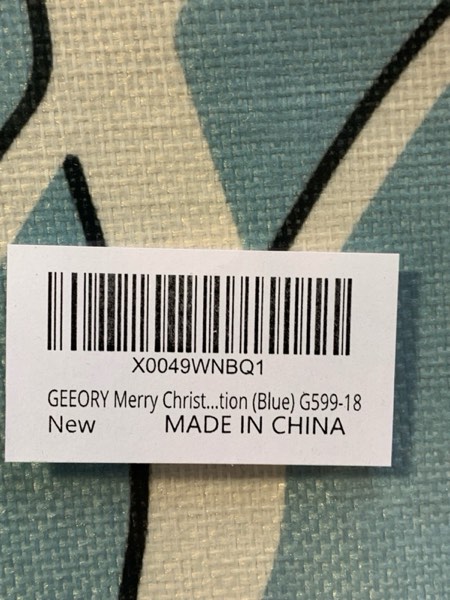 X0049WNBQ1
GEEORY Merry Christ...tion (Blue) G599-18
New MADE IN CHINA